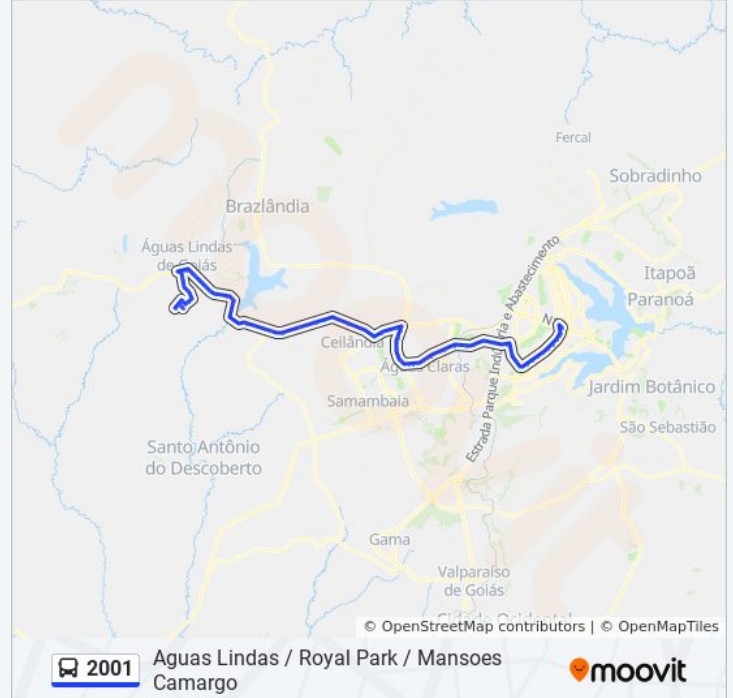 Fercal
Sobradinho
Brazlândia
Águas Lindas
de Goiás
Itapoã
Paranoá
Estrada Parque Indústria e Abastecimento
Ceilândia
Águas Claras
Jardim Botânico
Samambaia
São Sebastião
Santo Antônio
do Descoberto
Gama
Valparaíso
de Goiás
Cidade Ocidental
© OpenStreetMap contributors | © OpenMapTiles
2001
Aguas Lindas / Royal Park / Mansoes
Camargo
moovit